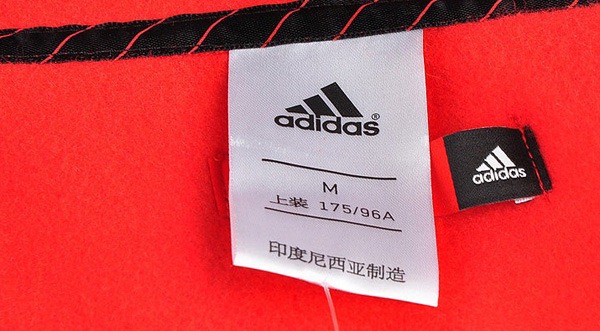 adidas®
M
上装 175/96A
印度尼西亚制造
adidas